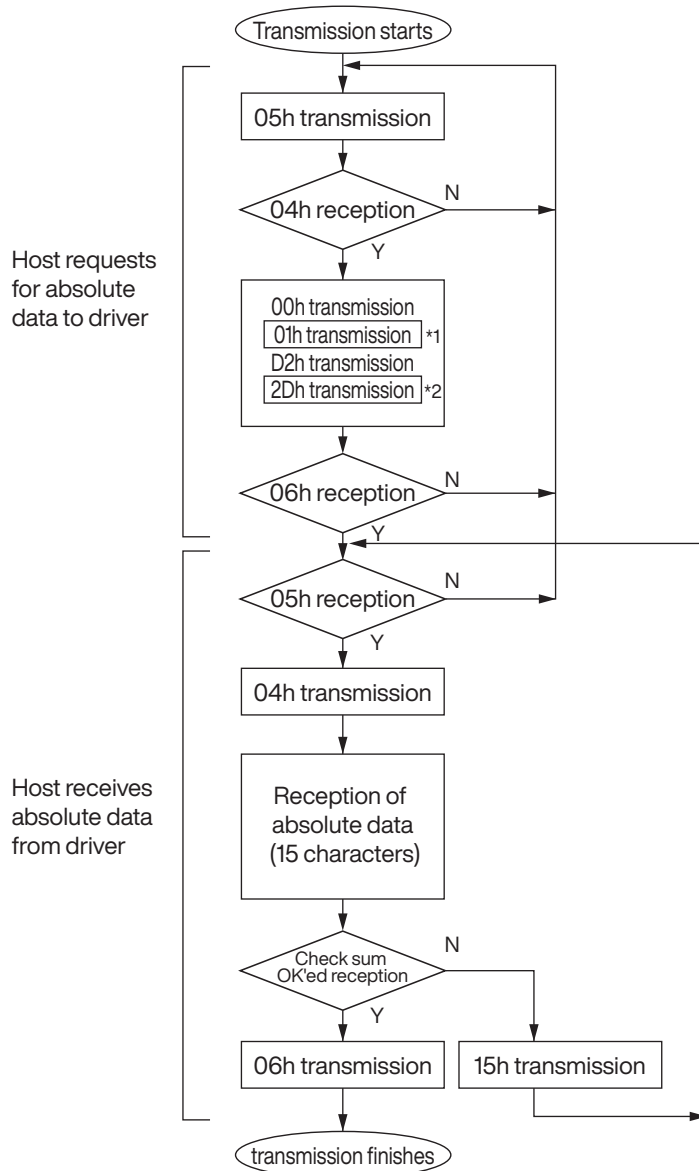 Transmission starts
05h transmission
N
04h reception
Y
Host requests
for absolute
data to driver
00h transmission
01h transmission *1
D2h transmission
2Dh transmission *2
N
06h reception
Y
N
05h reception
Y
04h transmission
Host receives
absolute data
from driver
Reception of
absolute data
(15 characters)
N
Check sum
OK'ed reception
Y
06h transmission
15h transmission
transmission finishes